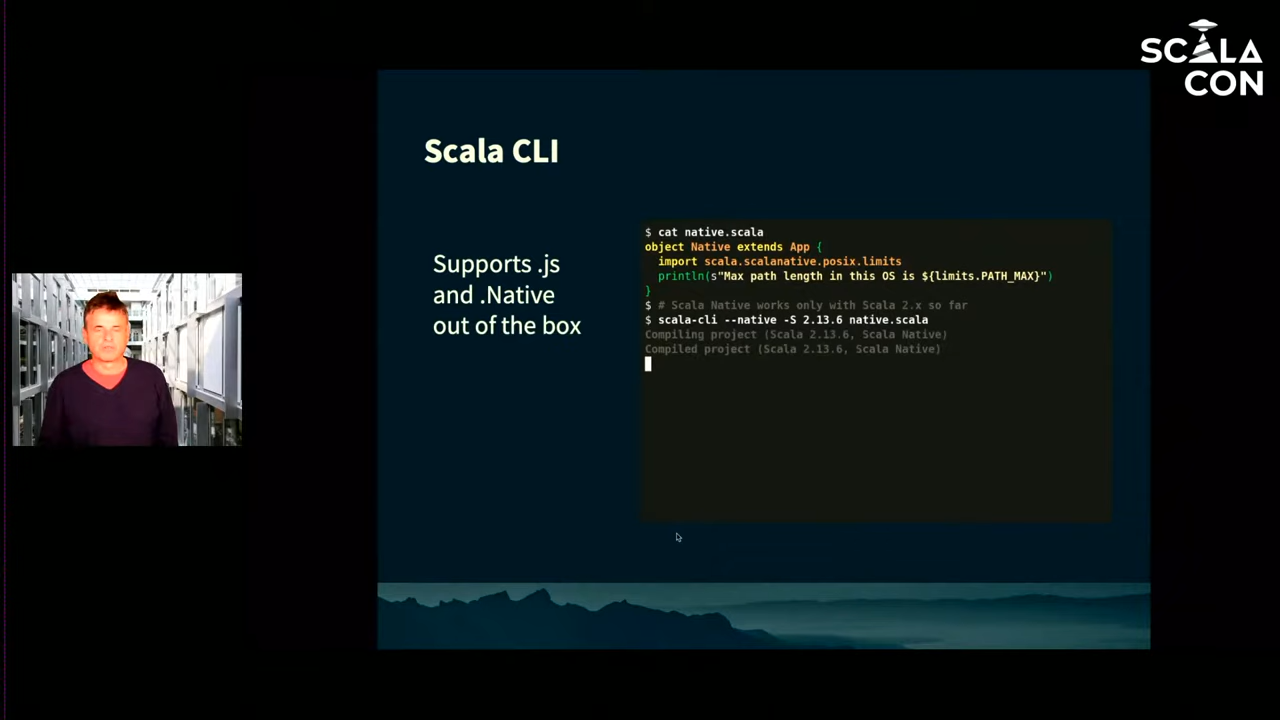 SCALA
CON
Scala CLI
Supports .js
and .Native
out of the box
$ cat native.scala
object Native extends App {
import scala.scalanative.posix.limits
println(s"Max path length in this OS is ${limits.PATH_MAX}")
}
$ # Scala Native works only with Scala 2.x so far
$ scala-cli --native -S 2.13.6 native.scala
Compiling project (Scala 2.13.6, Scala Native)
Compiled project (Scala 2.13.6, Scala Native)